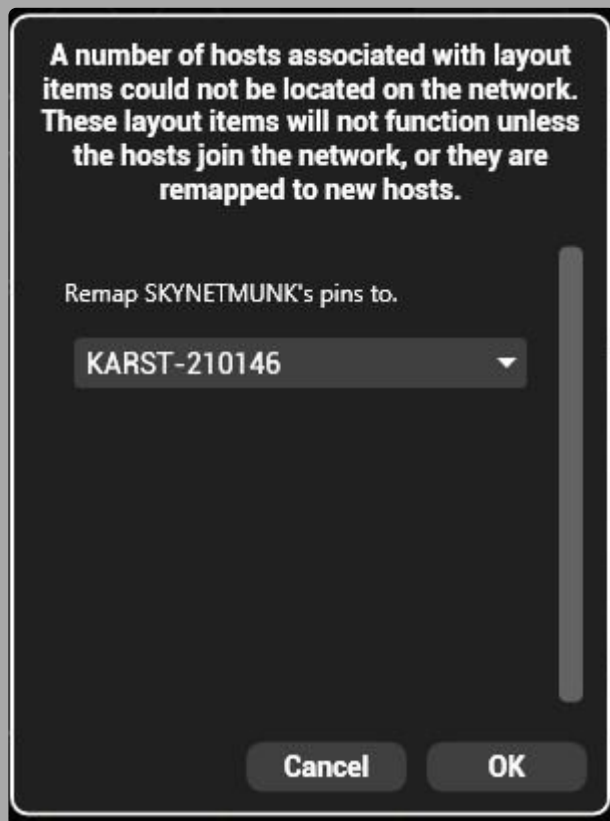 A number of hosts associated with layout
items could not be located on the network.
These layout items will not function unless
the hosts join the network, or they are
remapped to new hosts.
Remap SKYNETMUNK's pins to.
KARST-210146
Cancel
OK